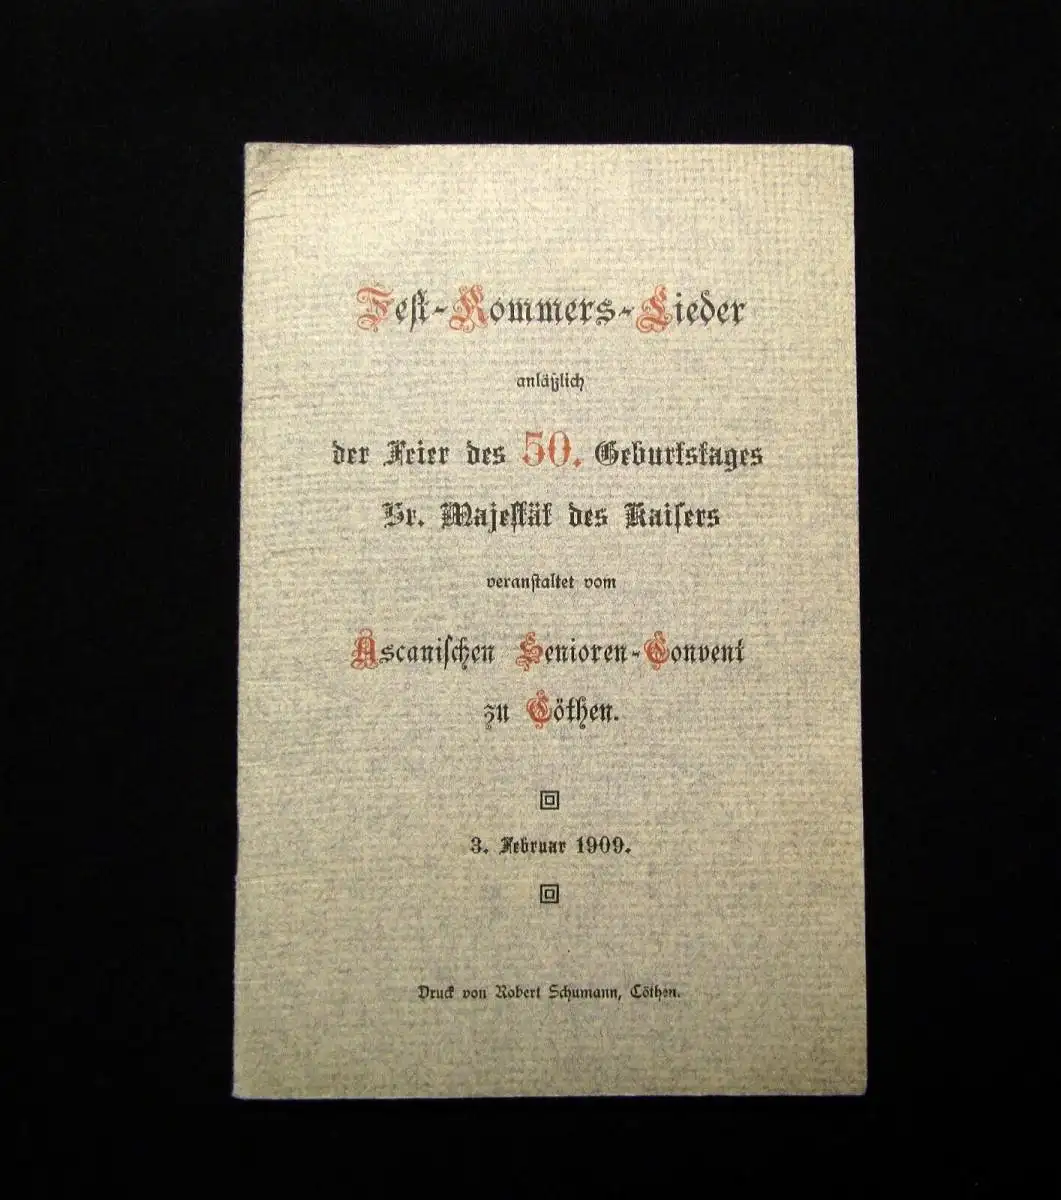 Fest-Kommers-Lieder
anläßlich
der Feier des 50. Geburtstages
Sr. Majestät des Kaisers
veranstaltet vom
Ascanischen Senioren-Convent
zu Cöthen.
3. Februar 1909.
Druck von Robert Schumann, Cöthen.